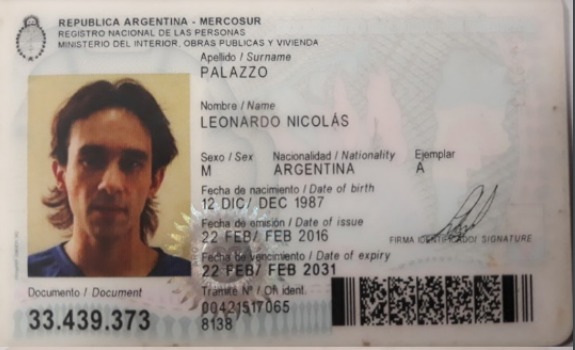 REPUBLICA ARGENTINA - MERCOSUR
REGISTRO NACIONAL DE LAS PERSONAS
MINISTERIO DEL INTERIOR, OBRAS PUBLICAS Y VIVIENDA
Apellido / Surname
PALAZZO
Nombre / Name
LEONARDO NICOLÁS
Sexo / Sex Nacionalidad / Nationality Ejemplar
M ARGENTINA A
Fecha de nacimiento / Date of birth
12 DIC/ DEC 1987
Fecha de emisión / Date of issue
22 FEB/ FEB 2016
FIRMA IDENTIFICADO/ SIGNATURE
Fecha de vencimiento / Date of expiry
22 FEB/ FEB 2031
Documento / Document
33.439.373
Trámite Nº / Of. ident.
00421517065
8138